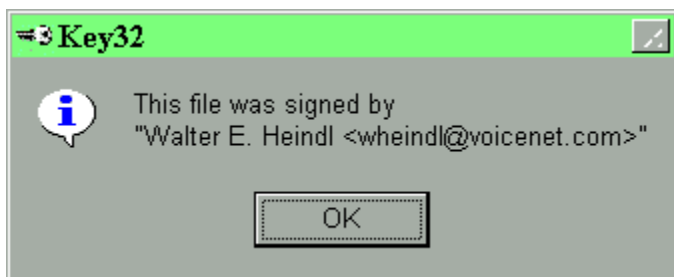 Key32
This file was signed by
"Walter E. Heindl <wheindl@voicenet.com>"
OK